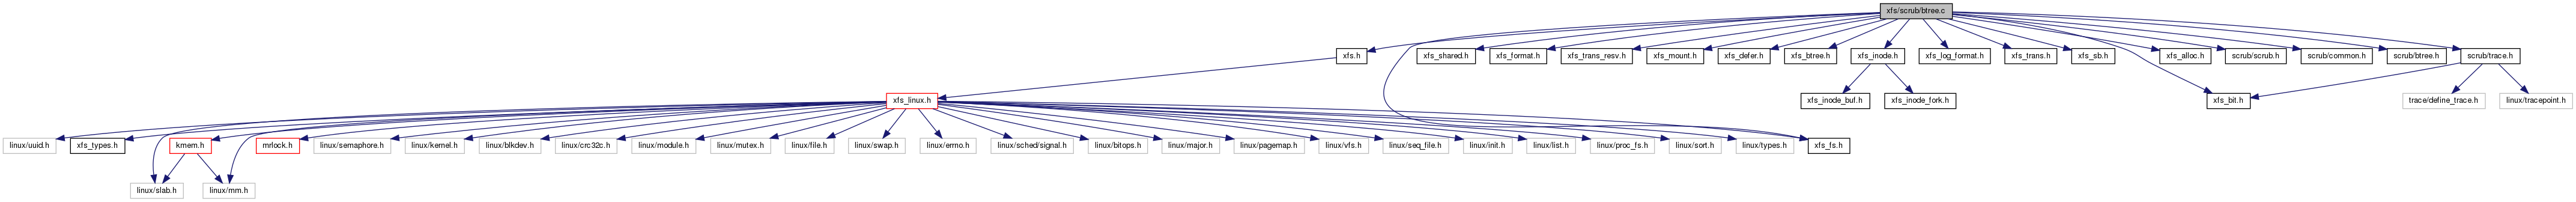 xfs/scrub/btree.c
xfs.h
xfs_shared.h
xfs_format.h
xfs_trans_resv.h
xfs_mount.h
xfs_defer.h
xfs_btree.h
xfs_inode.h
xfs_log_format.h
xfs_trans.h
xfs_sb.h
xfs_alloc.h
scrub/scrub.h
scrub/common.h
scrub/btree.h
scrub/trace.h
xfs_linux.h
xfs_inode_buf.h
xfs_inode_fork.h
xfs_bit.h
trace/define_trace.h
linux/tracepoint.h
linux/uuid.h
xfs_types.h
kmem.h
mrlock.h
linux/semaphore.h
linux/kernel.h
linux/blkdev.h
linux/crc32c.h
linux/module.h
linux/mutex.h
linux/file.h
linux/swap.h
linux/errno.h
linux/sched/signal.h
linux/bitops.h
linux/major.h
linux/pagemap.h
linux/vfs.h
linux/seq_file.h
linux/init.h
linux/list.h
linux/proc_fs.h
linux/sort.h
linux/types.h
xfs_fs.h
linux/slab.h
linux/mm.h